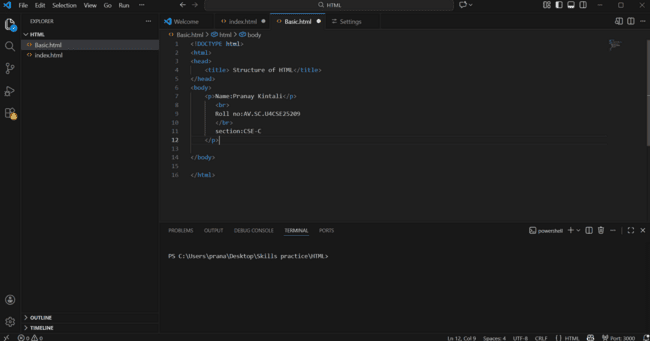 File Edit Selection View Go Run ... HTML
EXPLORER ...
HTML
Basic.html
index.html
OUTLINE
TIMELINE
Welcome index.html Basic.html Settings
Basic.html > html > body
1 <!DOCTYPE html>
2 <html>
3 <head>
4 <title> Structure of HTML</title>
5 </head>
6 <body>
7 <p>Name:Pranay Kintali</p>
8 <br>
9 Roll no:AV.SC.U4CSE25209
10 </br>
11 section:CSE-C
12 </p>
13
14 </body>
15
16 </html>
PROBLEMS OUTPUT DEBUG CONSOLE TERMINAL PORTS powershell
PS C:\Users\prana\Desktop\Skills practice\HTML>
0 0 Ln 12, Col 9 Spaces: 4 UTF-8 CRLF {} HTML Port: 3000